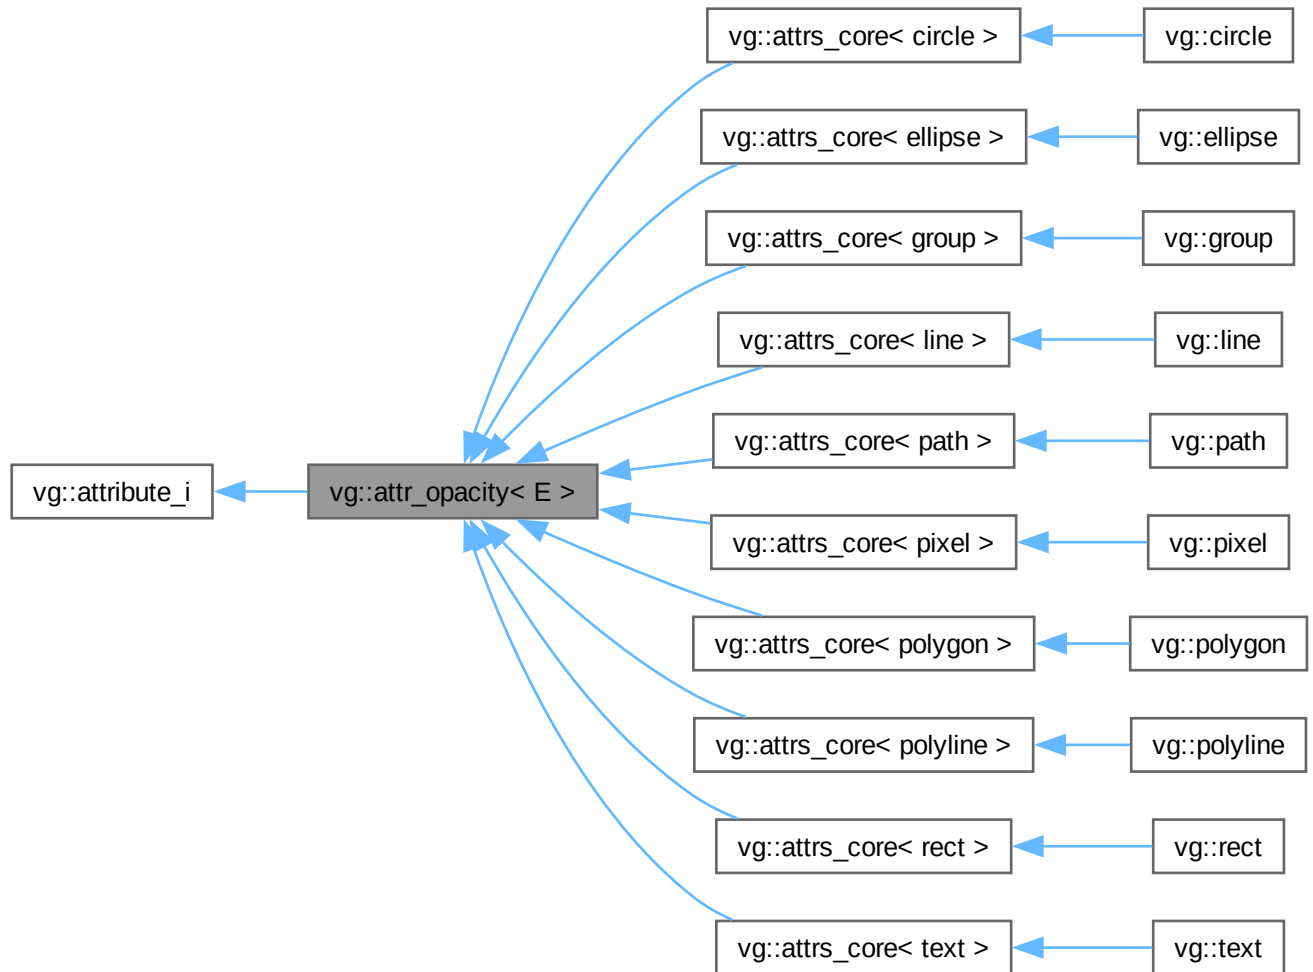 vg::attrs_core< circle >
vg::circle
vg::attrs_core< ellipse >
vg::ellipse
vg::attrs_core< group >
vg::group
vg::attrs_core< line >
vg::line
vg::attrs_core< path >
vg::path
vg::attribute_i
vg::attr_opacity< E >
vg::attrs_core< pixel >
vg::pixel
vg::attrs_core< polygon >
vg::polygon
vg::attrs_core< polyline >
vg::polyline
vg::attrs_core< rect >
vg::rect
vg::attrs_core< text >
vg::text